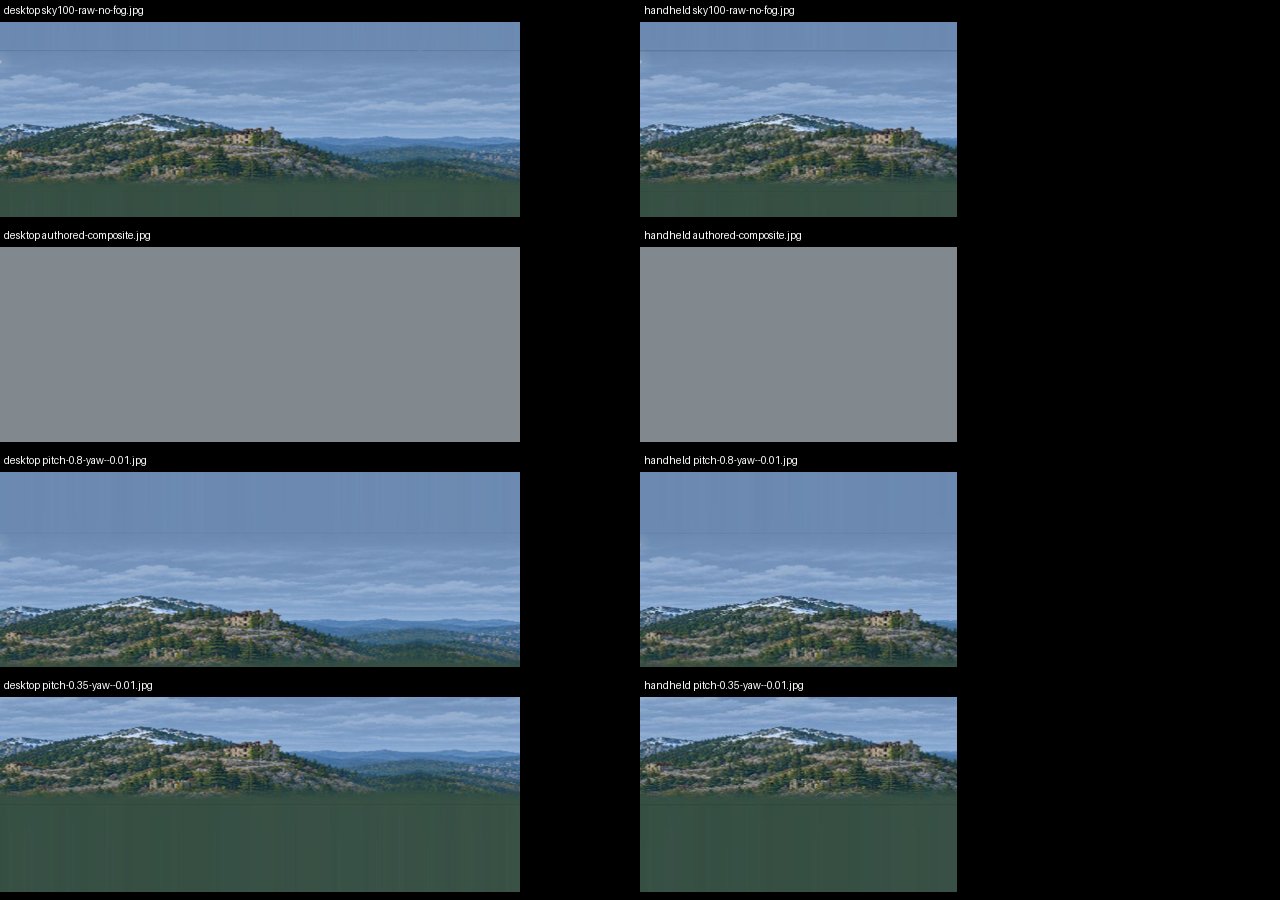 desktop sky100-raw-no-fog.jpg
handheld sky100-raw-no-fog.jpg
desktop authored-composite.jpg
handheld authored-composite.jpg
desktop pitch-0.8-yaw--0.01.jpg
handheld pitch-0.8-yaw--0.01.jpg
desktop pitch-0.35-yaw--0.01.jpg
handheld pitch-0.35-yaw--0.01.jpg